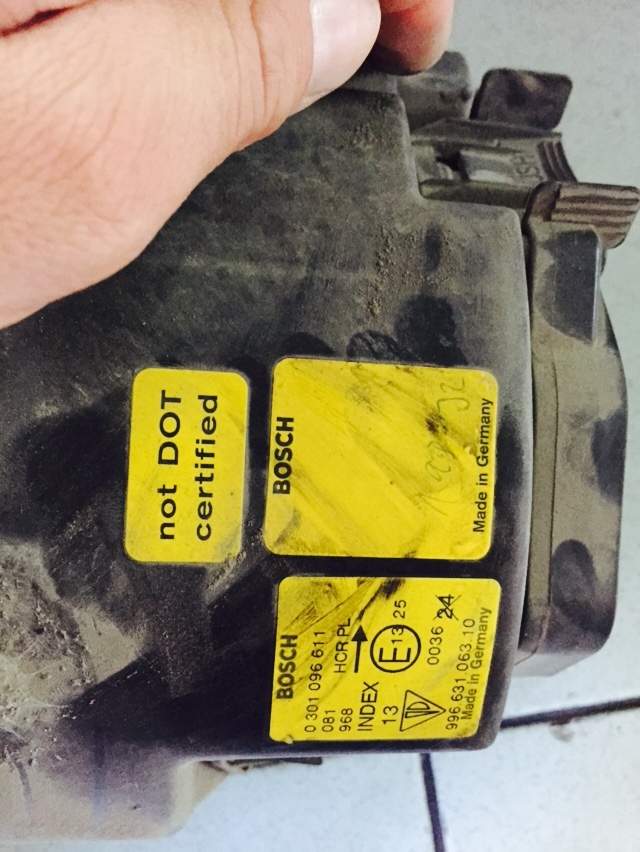 not DOT
certified
BOSCH
Made in Germany
BOSCH
0 301 096 611
081 HCR PL
968
INDEX E 13 25
13
0036 24
996.631.063.10
Made in Germany